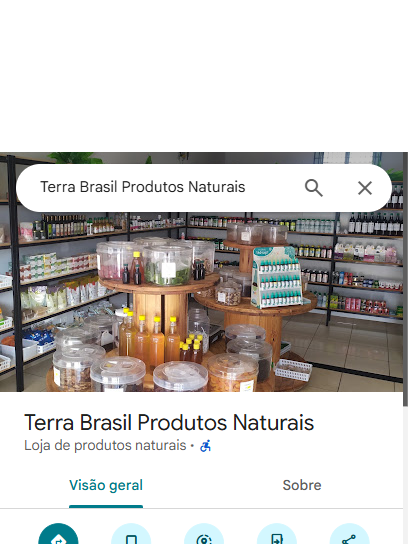 Terra Brasil Produtos Naturais
Terra Brasil Produtos Naturais
Loja de produtos naturais ·
Visão geral
Sobre